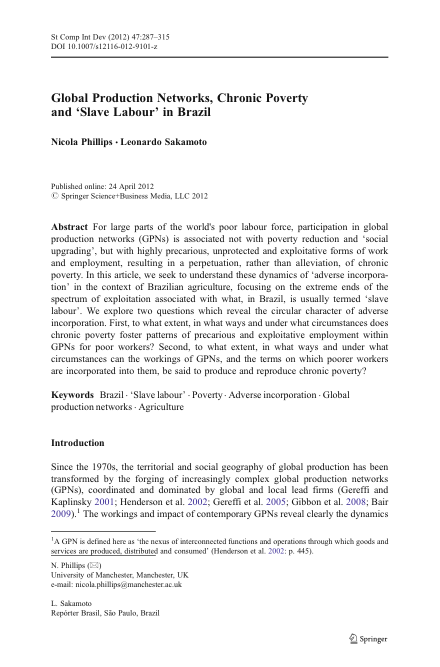 St Comp Int Dev (2012) 47:287–315
DOI 10.1007/s12116-012-9101-z
Global Production Networks, Chronic Poverty
and ‘Slave Labour’ in Brazil
Nicola Phillips · Leonardo Sakamoto
Published online: 24 April 2012
© Springer Science+Business Media, LLC 2012
Abstract For large parts of the world's poor labour force, participation in global
production networks (GPNs) is associated not with poverty reduction and ‘social
upgrading’, but with highly precarious, unprotected and exploitative forms of work
and employment, resulting in a perpetuation, rather than alleviation, of chronic
poverty. In this article, we seek to understand these dynamics of ‘adverse incorpora-
tion’ in the context of Brazilian agriculture, focusing on the extreme ends of the
spectrum of exploitation associated with what, in Brazil, is usually termed ‘slave
labour’. We explore two questions which reveal the circular character of adverse
incorporation. First, to what extent, in what ways and under what circumstances does
chronic poverty foster patterns of precarious and exploitative employment within
GPNs for poor workers? Second, to what extent, in what ways and under what
circumstances can the workings of GPNs, and the terms on which poorer workers
are incorporated into them, be said to produce and reproduce chronic poverty?
Keywords Brazil · ‘Slave labour’ · Poverty · Adverse incorporation · Global
production networks · Agriculture
Introduction
Since the 1970s, the territorial and social geography of global production has been
transformed by the forging of increasingly complex global production networks
(GPNs), coordinated and dominated by global and local lead firms (Gereffi and
Kaplinsky 2001; Henderson et al. 2002; Gereffi et al. 2005; Gibbon et al. 2008; Bair
2009).¹ The workings and impact of contemporary GPNs reveal clearly the dynamics
¹A GPN is defined here as ‘the nexus of interconnected functions and operations through which goods and
services are produced, distributed and consumed’ (Henderson et al. 2002: p. 445).
N. Phillips (✉)
University of Manchester, Manchester, UK
e-mail: nicola.phillips@manchester.ac.uk
L. Sakamoto
Repórter Brasil, São Paulo, Brazil
Springer